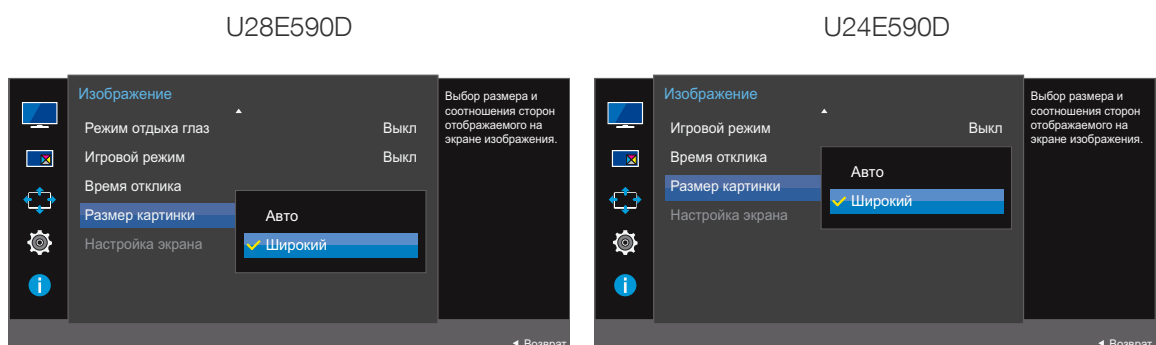 U28E590D
Изображение
Режим отдыха глаз Выкл
Игровой режим Выкл
Время отклика
Размер картинки
Настройка экрана
Авто
Широкий
Выбор размера и
соотношения сторон
отображаемого на
экране изображения.
Возврат
U24E590D
Изображение
Игровой режим Выкл
Время отклика
Размер картинки
Настройка экрана
Авто
Широкий
Выбор размера и
соотношения сторон
отображаемого на
экране изображения.
Возврат